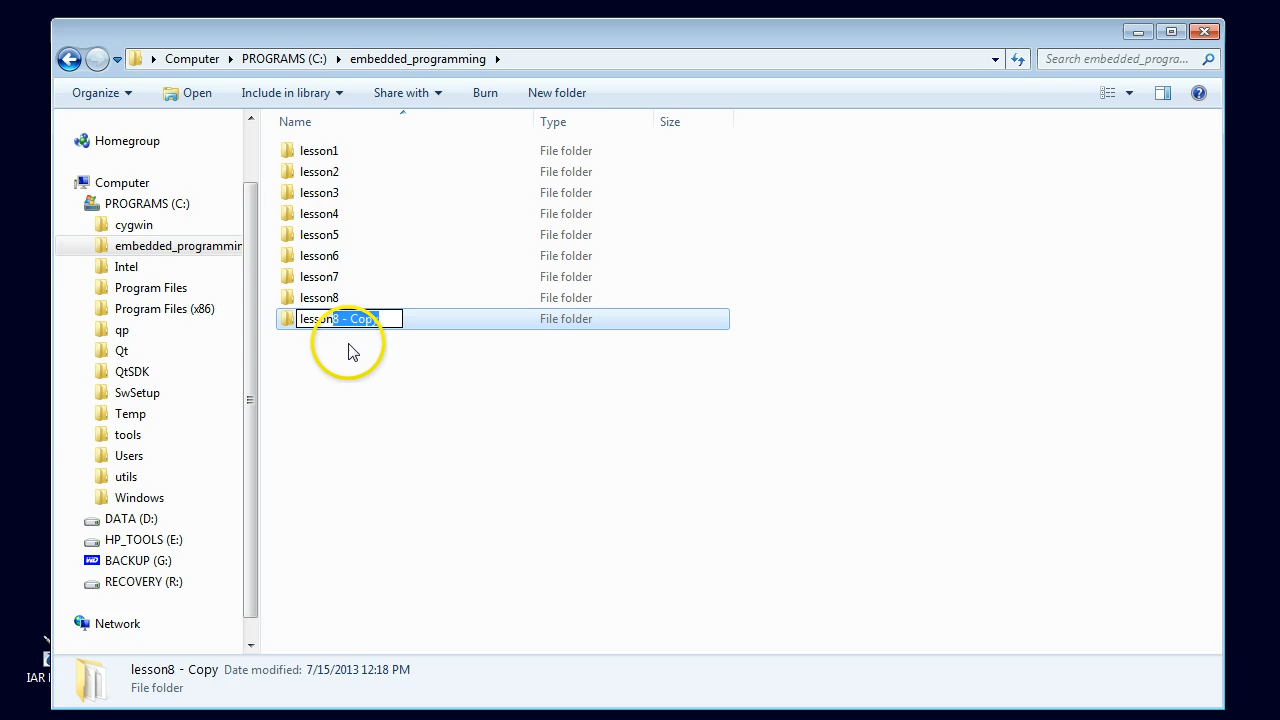 Computer PROGRAMS (C:) embedded_programming
Search embedded_progra...
Organize Open Include in library Share with Burn New folder
Name Type Size
Homegroup
Computer
PROGRAMS (C:)
cygwin
embedded_programmin
Intel
Program Files
Program Files (x86)
qp
Qt
QtSDK
SwSetup
Temp
tools
Users
utils
Windows
DATA (D:)
HP_TOOLS (E:)
BACKUP (G:)
RECOVERY (R:)
Network
lesson1 File folder
lesson2 File folder
lesson3 File folder
lesson4 File folder
lesson5 File folder
lesson6 File folder
lesson7 File folder
lesson8 File folder
lesson8 - Copy File folder
IAR
lesson8 - Copy Date modified: 7/15/2013 12:18 PM
File folder